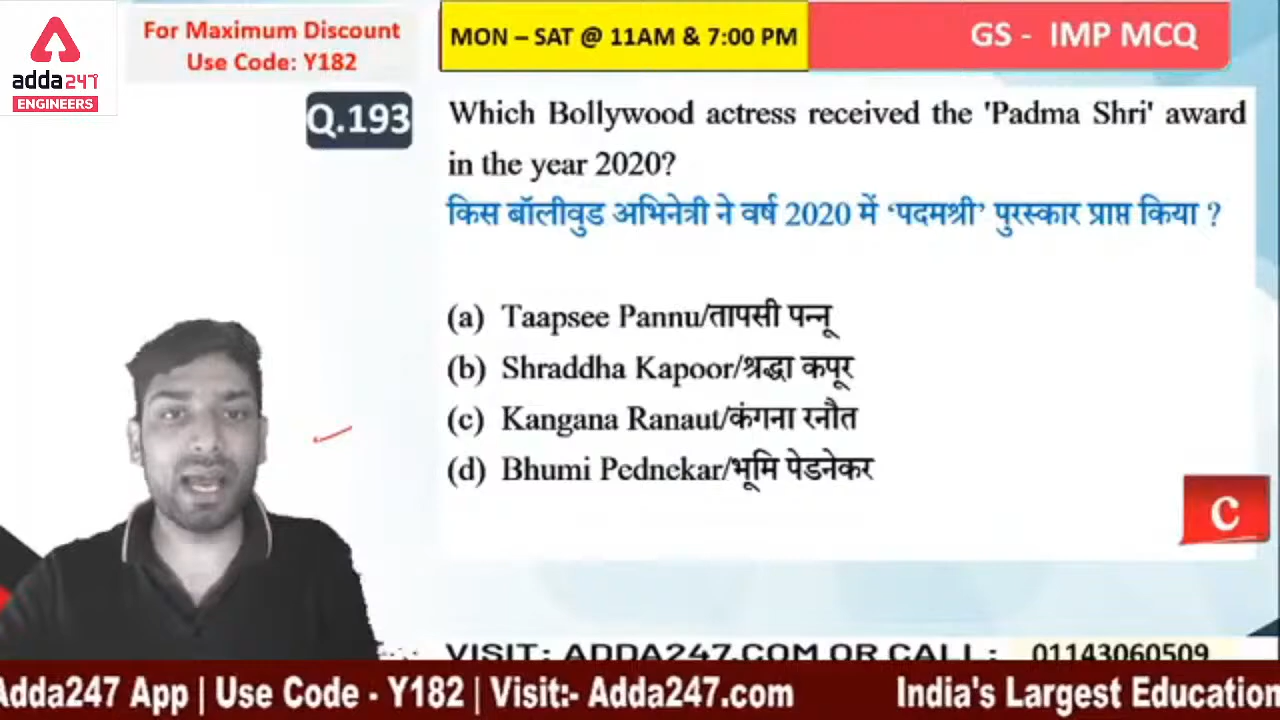 For Maximum Discount
Use Code: Y182
MON – SAT @ 11AM & 7:00 PM
GS - IMP MCQ
adda247
ENGINEERS
Q.193
Which Bollywood actress received the 'Padma Shri' award
in the year 2020?
किस बॉलीवुड अभिनेत्री ने वर्ष 2020 में ‘पदमश्री’ पुरस्कार प्राप्त किया ?
(a) Taapsee Pannu/तापसी पन्नू
(b) Shraddha Kapoor/श्रद्धा कपूर
(c) Kangana Ranaut/कंगना रनौत
(d) Bhumi Pednekar/भूमि पेडनेकर
C
VISIT: ADDA247.COM OR CALL: 01143060509
Adda247 App | Use Code - Y182 | Visit:- Adda247.com
India's Largest Education